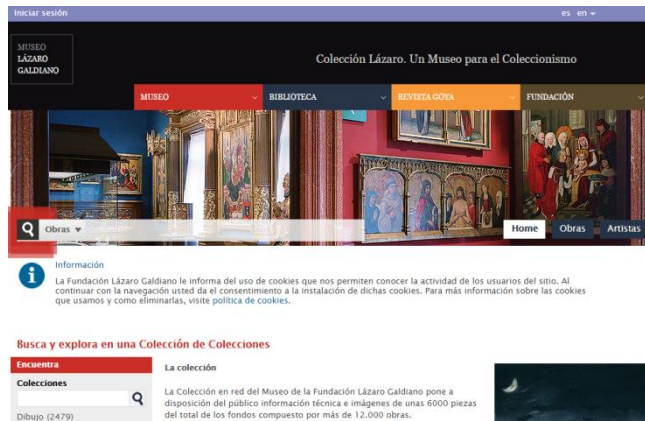 Iniciar sesión
es en
MUSEO
LÁZARO
GALDIANO
Colección Lázaro. Un Museo para el Coleccionismo
MUSEO
BIBLIOTECA
REVISTA GOYA
FUNDACIÓN
Obras
Home
Obras
Artistas
Información
La Fundación Lázaro Galdiano le informa del uso de cookies que nos permiten conocer la actividad de los usuarios del sitio. Al
continuar con la navegación usted da el consentimiento a la instalación de dichas cookies. Para más información sobre las cookies
que usamos y como eliminarlas, visite política de cookies.
Busca y explora en una Colección de Colecciones
Encuentra
Colecciones
Dibujo (2479)
La colección
La Colección en red del Museo de la Fundación Lázaro Galdiano pone a
disposición del público información técnica e imágenes de unas 6000 piezas
del total de los fondos compuesto por más de 12.000 obras.